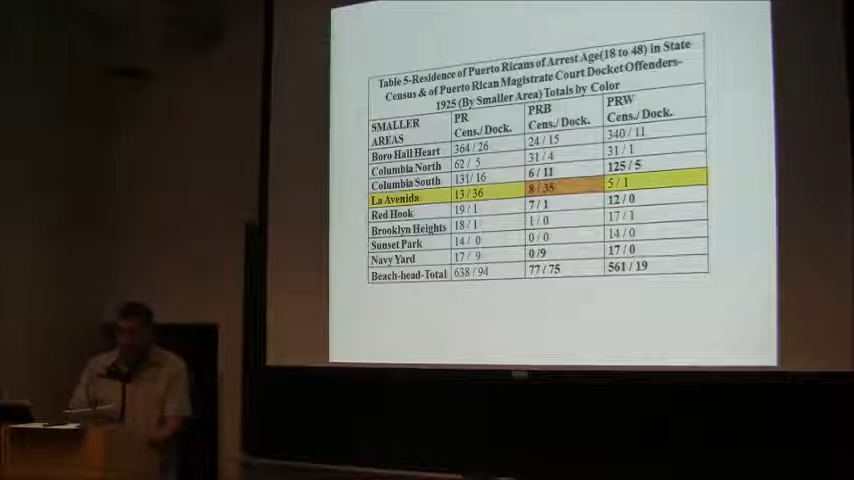 Table 5-Residence of Puerto Ricans of Arrest Age(18 to 48) in State
Census & of Puerto Rican Magistrate Court Docket Offenders-
1925 (By Smaller Area) Totals by Color
SMALLER AREAS PR Cens./Dock. PRB Cens./Dock. PRW Cens./Dock.
Boro Hall Heart 364 / 26 24 / 15 340 / 11
Columbia North 62 / 5 31 / 4 31 / 1
Columbia South 131/ 16 6 / 11 125 / 5
La Avenida 13 / 36 8 / 35 5 / 1
Red Hook 19 / 1 7 / 1 12 / 0
Brooklyn Heights 18 / 1 1 / 0 17 / 1
Sunset Park 14 / 0 0 / 0 14 / 0
Navy Yard 17 / 9 0 /9 17 / 0
Beach-head-Total 638 / 94 77 / 75 561 / 19